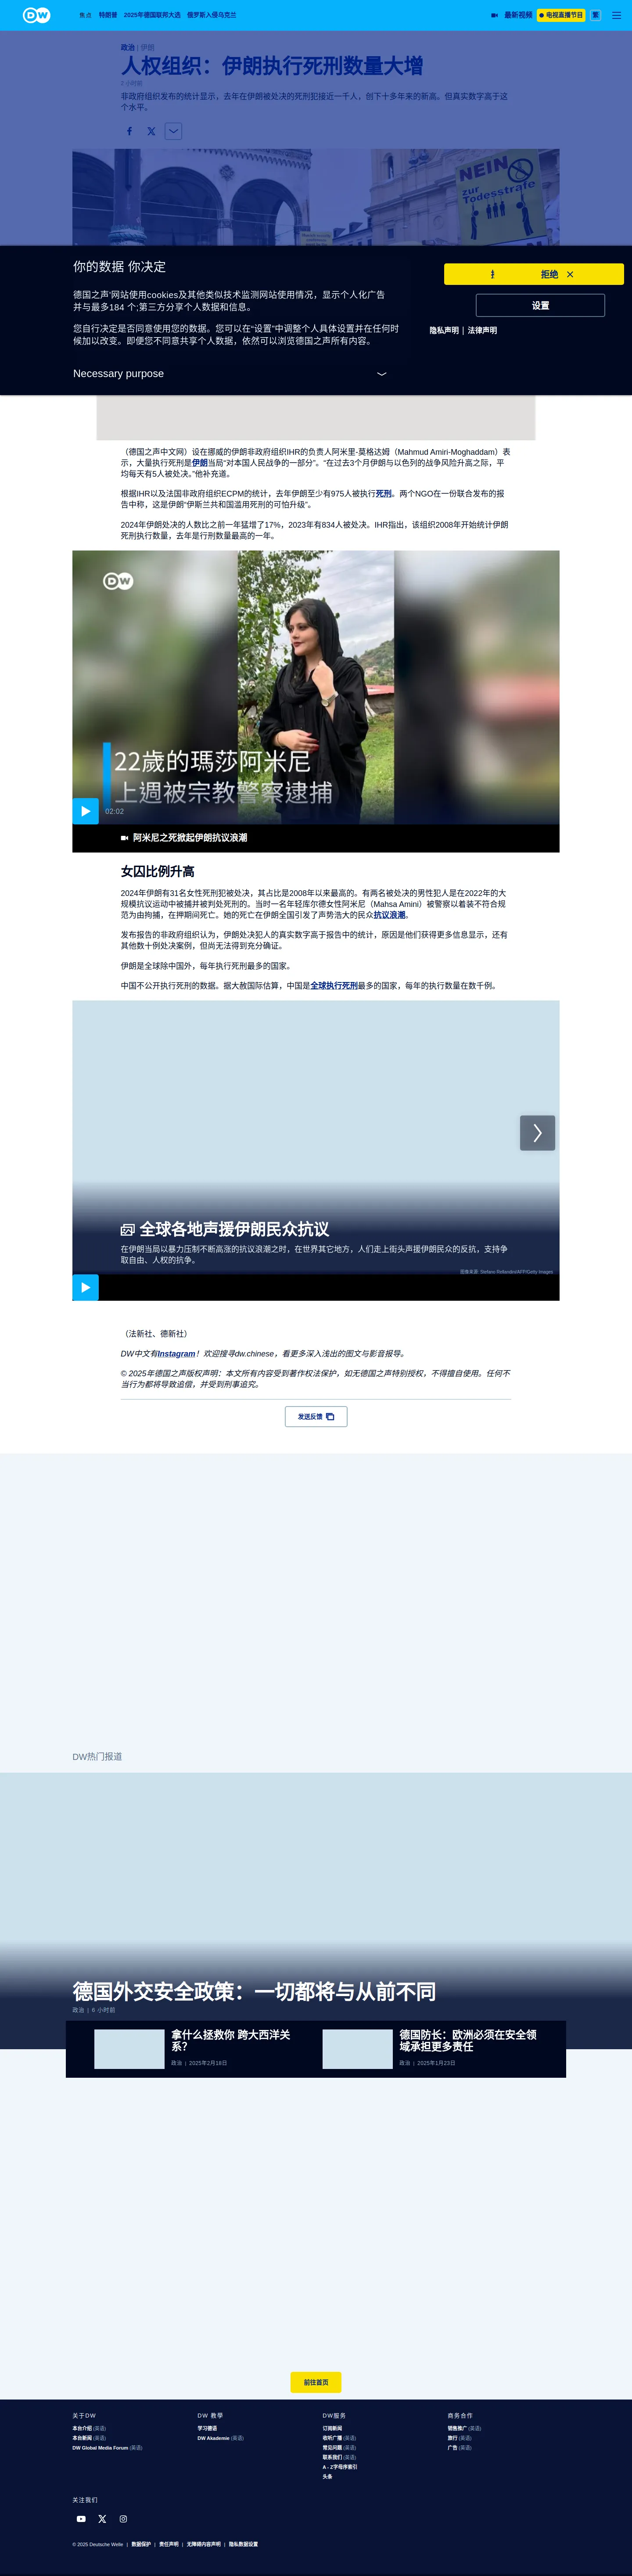 DW
焦点 特朗普 2025年德国联邦大选 俄罗斯入侵乌克兰 最新视频 电视直播节目 繁
政治 | 伊朗
人权组织：伊朗执行死刑数量大增
非政府组织发布的统计显示，去年在伊朗被处决的死刑犯接近一千人，创下十多年来的新高。但真实数字高于这
个水平。
NEIN
zur
Todesstrafe
你的数据 你决定
拒绝
德国之声'网站使用cookies及其他类似技术监测网站使用情况，显示个人化广告
并与最多184 个;第三方分享个人数据和信息。
设置
您自行决定是否同意使用您的数据。您可以在“设置”中调整个人具体设置并在任何时
候加以改变。即便您不同意共享个人数据，依然可以浏览德国之声所有内容。
隐私声明 | 法律声明
Necessary purpose
（德国之声中文网）设在挪威的伊朗非政府组织IHR的负责人阿米里-莫格达姆（Mahmud Amiri-Moghaddam）表
示，大量执行死刑是伊朗当局“对本国人民战争的一部分”。“在过去3个月伊朗与以色列的战争风险升高之际，平
均每天有5人被处决。”他补充道。
根据IHR以及法国非政府组织ECPM的统计，去年伊朗至少有975人被执行死刑。两个NGO在一份联合发布的报
告中称，这是伊朗“伊斯兰共和国滥用死刑的可怕升级”。
2024年伊朗处决的人数比之前一年猛增了17%，2023年有834人被处决。IHR指出，该组织2008年开始统计伊朗
死刑执行数量，去年是行刑数量最高的一年。
DW
22歲的瑪莎阿米尼
上週被宗教警察逮捕
02:02
阿米尼之死掀起伊朗抗议浪潮
女囚比例升高
2024年伊朗有31名女性死刑犯被处决，其占比是2008年以来最高的。有两名被处决的男性犯人是在2022年的大
规模抗议运动中被捕并被判处死刑的。当时一名年轻库尔德女性阿米尼（Mahsa Amini）被警察以着装不符合规
范为由拘捕，在押期间死亡。她的死亡在伊朗全国引发了声势浩大的民众抗议浪潮。
发布报告的非政府组织认为，伊朗处决犯人的真实数字高于报告中的统计，原因是他们获得更多信息显示，还有
其他数十例处决案例，但尚无法得到充分确证。
伊朗是全球除中国外，每年执行死刑最多的国家。
中国不公开执行死刑的数据。据大赦国际估算，中国是全球执行死刑最多的国家，每年的执行数量在数千例。
全球各地声援伊朗民众抗议
在伊朗当局以暴力压制不断高涨的抗议浪潮之时，在世界其它地方，人们走上街头声援伊朗民众的反抗，支持争
取自由、人权的抗争。
图像来源: Stefano Rellandini/AFP/Getty Images
（法新社、德新社）
DW中文有Instagram！欢迎搜寻dw.chinese，看更多深入浅出的图文与影音报导。
© 2025年德国之声版权声明：本文所有内容受到著作权法保护，如无德国之声特别授权，不得擅自使用。任何不
当行为都将导致追偿，并受到刑事追究。
发送反馈
DW热门报道
德国外交安全政策：一切都将与从前不同
政治 | 6 小时前
拿什么拯救你 跨大西洋关
系？
政治 | 2025年2月18日
德国防长：欧洲必须在安全领
域承担更多责任
政治 | 2025年1月23日
前往首页
关于DW
本台介绍 (英语)
本台新闻 (英语)
DW Global Media Forum (英语)
DW 教学
学习德语
DW Akademie (英语)
DW服务
订阅新闻
收听广播 (英语)
常见问题 (英语)
联系我们 (英语)
A - Z字母序索引
头条
商务合作
销售推广 (英语)
旅行 (英语)
广告 (英语)
关注我们
© 2025 Deutsche Welle | 数据保护 | 责任声明 | 无障碍内容声明 | 隐私数据设置